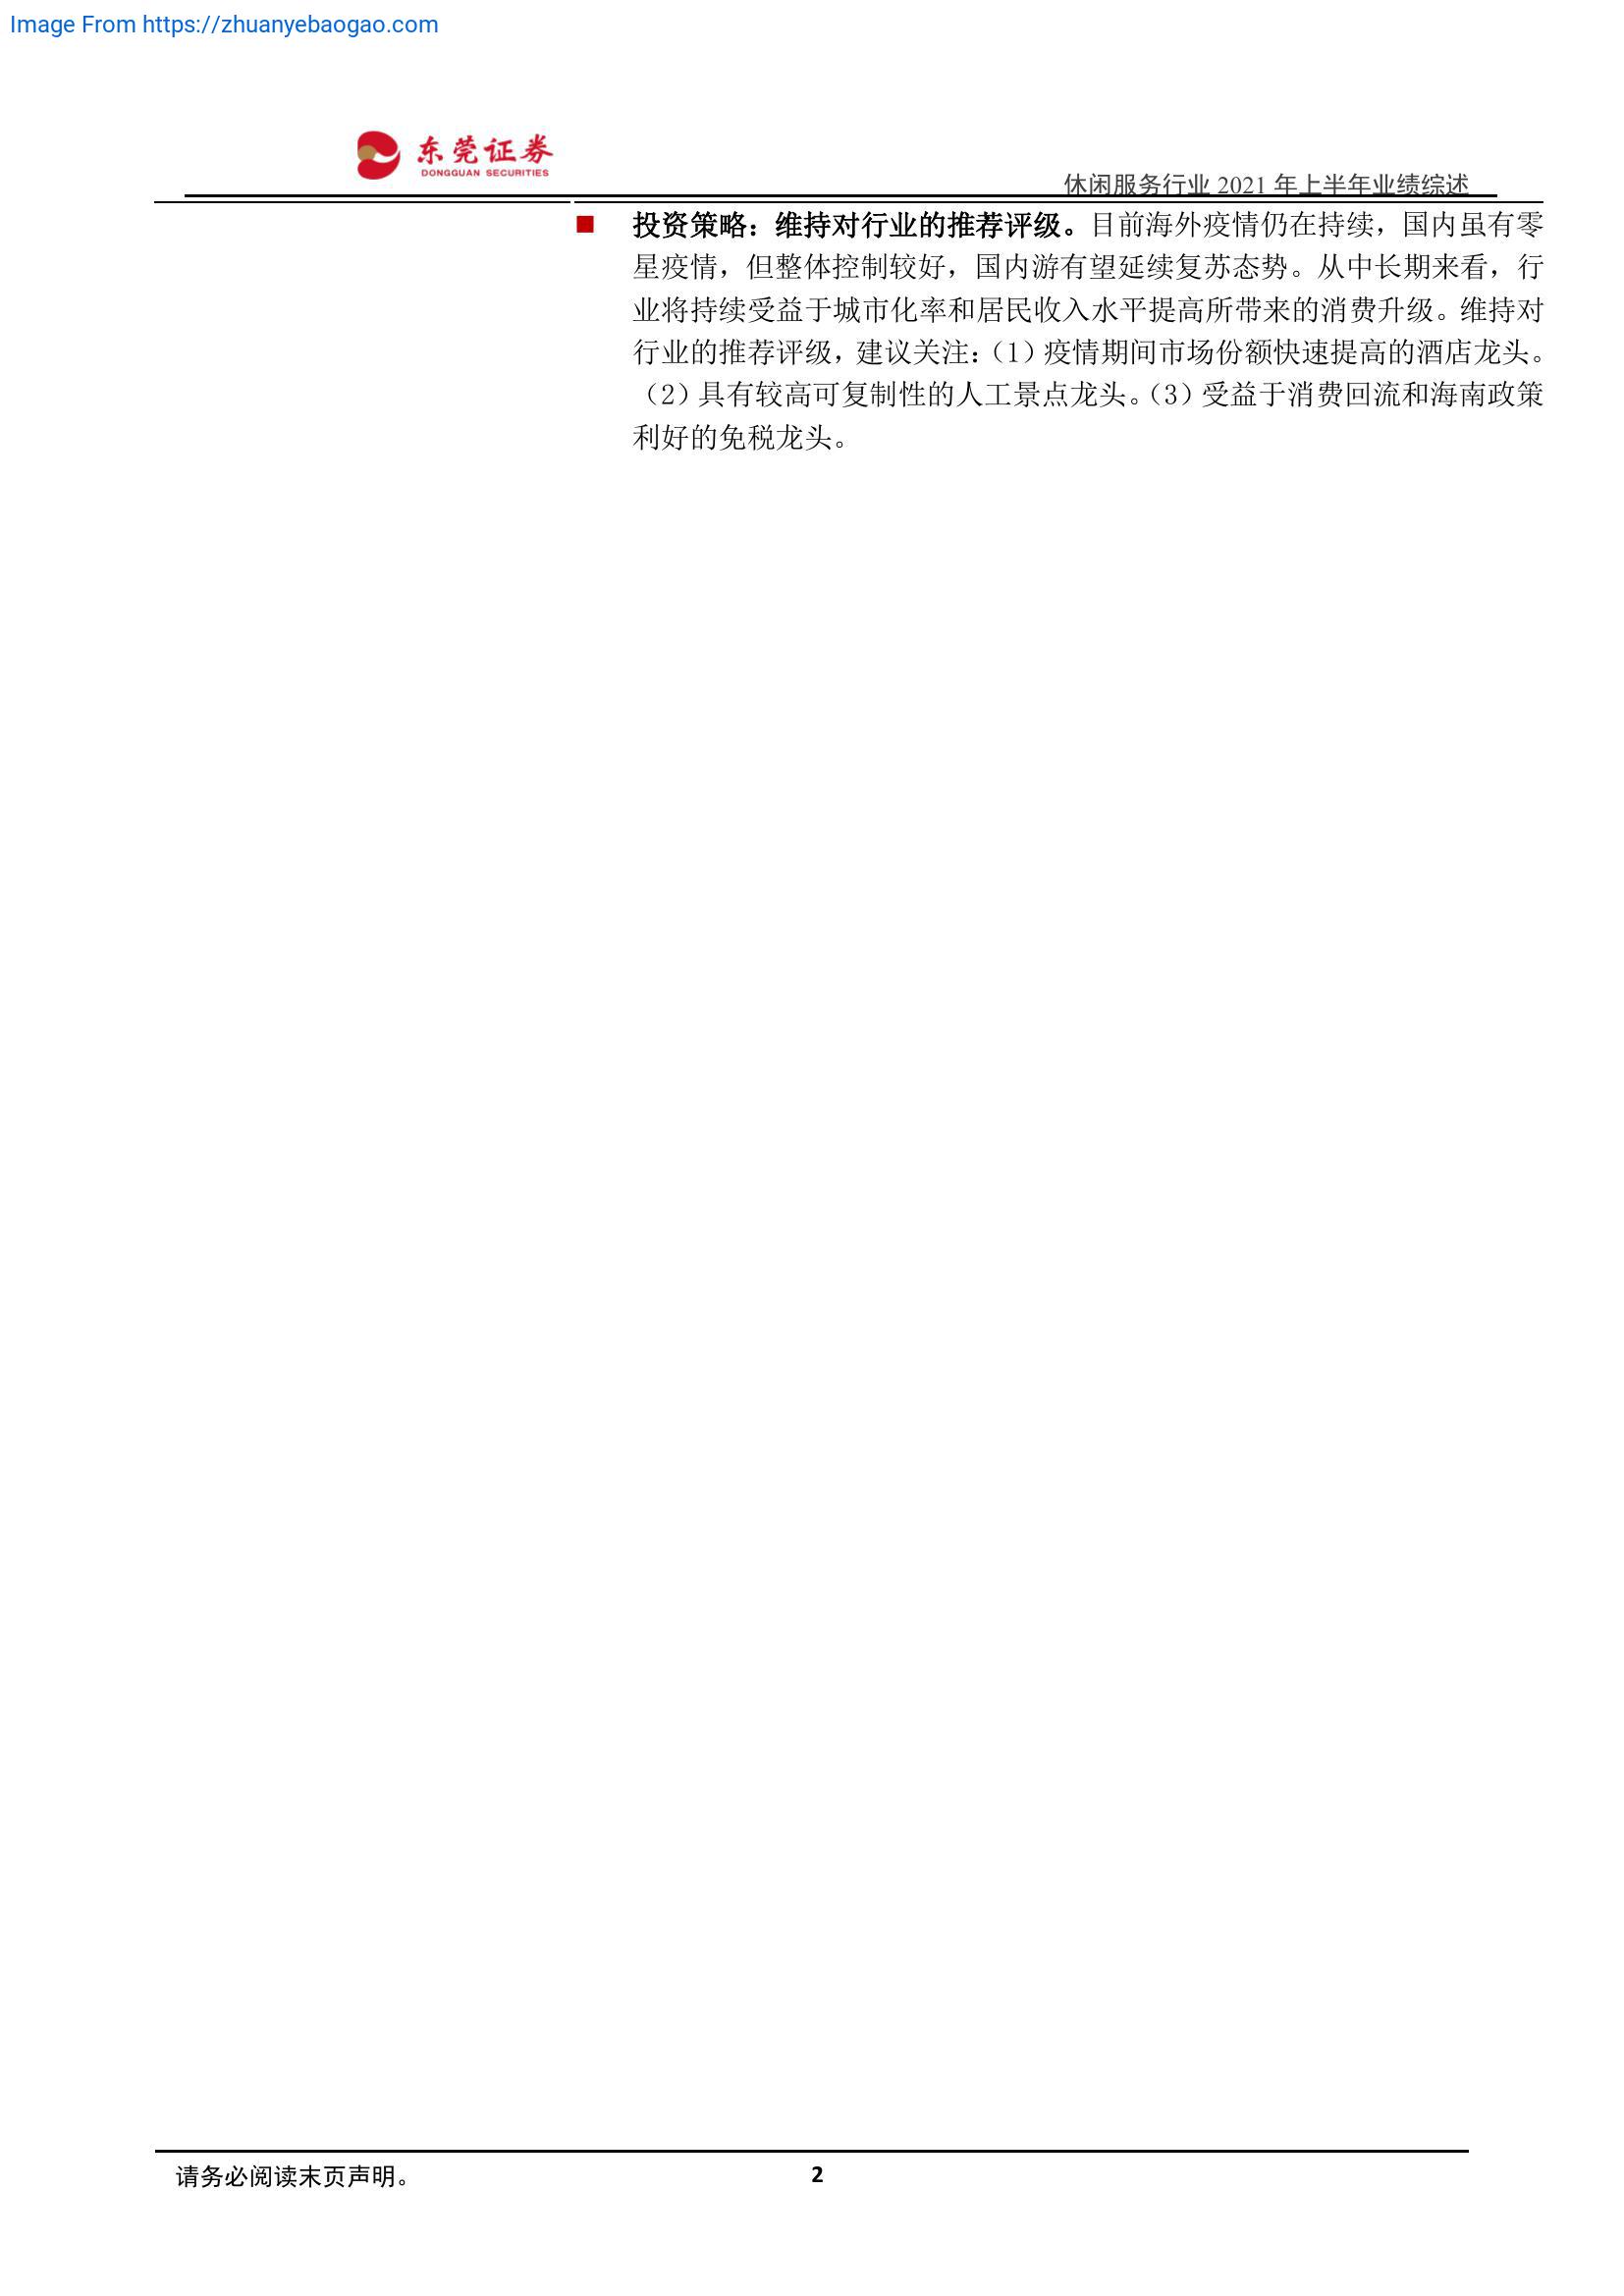 Image From https://zhuanyebaogao.com
东莞证券
DONGGUAN SECURITIES
休闲服务行业 2021 年上半年业绩综述
■ 投资策略：维持对行业的推荐评级。目前海外疫情仍在持续，国内虽有零
星疫情，但整体控制较好，国内游有望延续复苏态势。从中长期来看，行
业将持续受益于城市化率和居民收入水平提高所带来的消费升级。维持对
行业的推荐评级，建议关注：（1）疫情期间市场份额快速提高的酒店龙头。
（2）具有较高可复制性的人工景点龙头。（3）受益于消费回流和海南政策
利好的免税龙头。
请务必阅读末页声明。
2